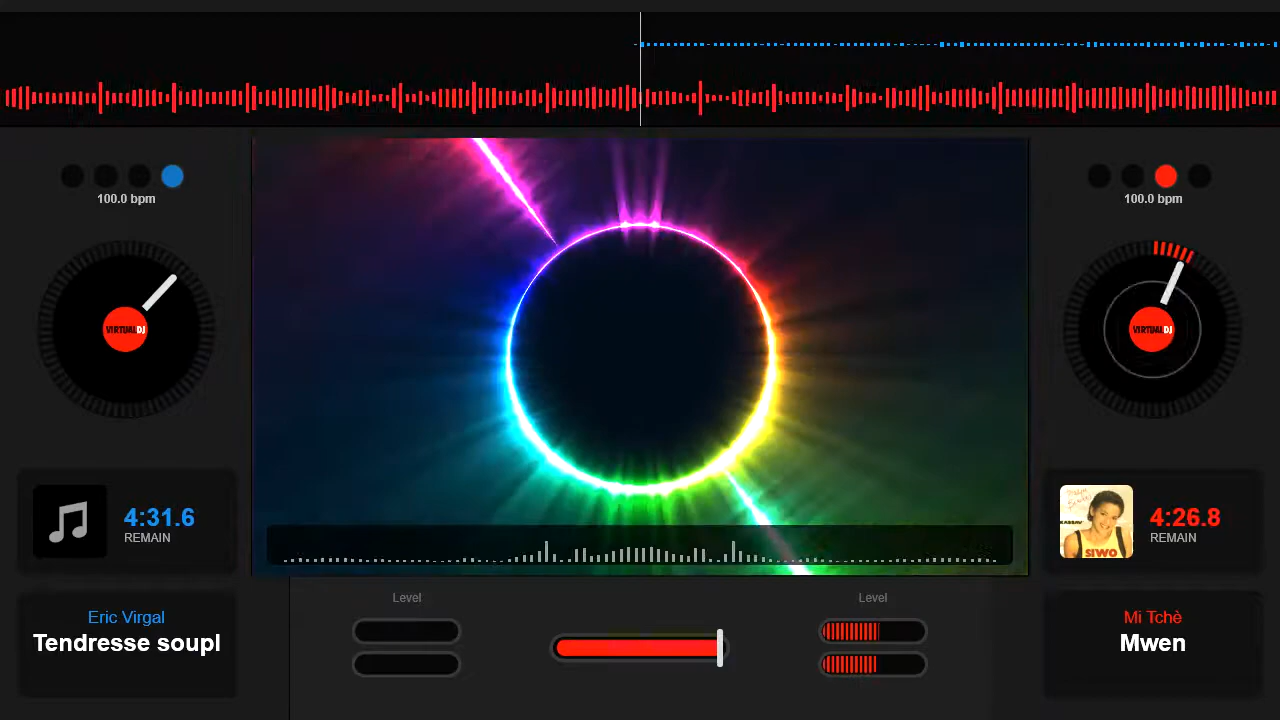 100.0 bpm
100.0 bpm
VIRTUALDJ
VIRTUALDJ
4:31.6
REMAIN
SIWO
4:26.8
REMAIN
Eric Virgal
Tendresse soupl
Level
Level
Mi Tchè
Mwen